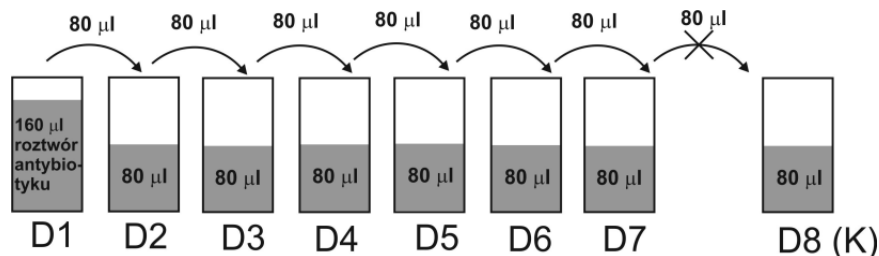 80 µl 80 µl 80 µl 80 µl 80 µl 80 µl 80 µl
160 µl
roztwór
antybio-
tyku
80 µl 80 µl 80 µl 80 µl 80 µl 80 µl 80 µl
D1 D2 D3 D4 D5 D6 D7 D8 (K)